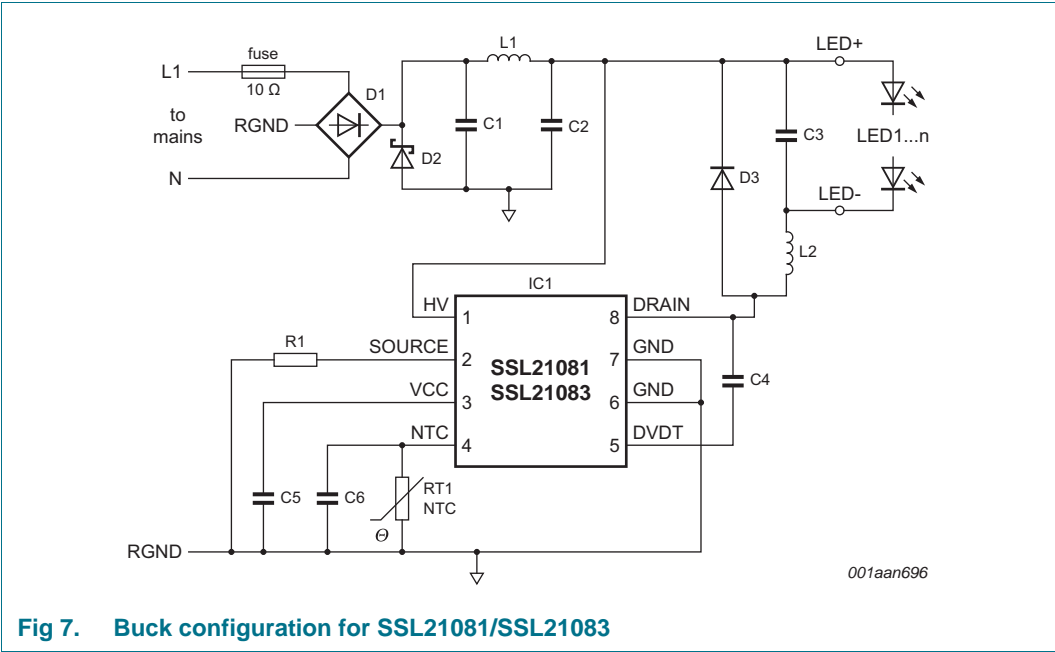 L1
fuse
10 Ω
D1
to
mains
RGND
N
D2
C1
L1
C2
LED+
C3
LED1...n
LED-
D3
L2
IC1
HV
1
SOURCE
2
VCC
3
NTC
4
SSL21081
SSL21083
DRAIN
8
GND
7
GND
6
DVDT
5
R1
C4
C5
C6
RT1
NTC
Θ
RGND
001aan696
Fig 7. Buck configuration for SSL21081/SSL21083